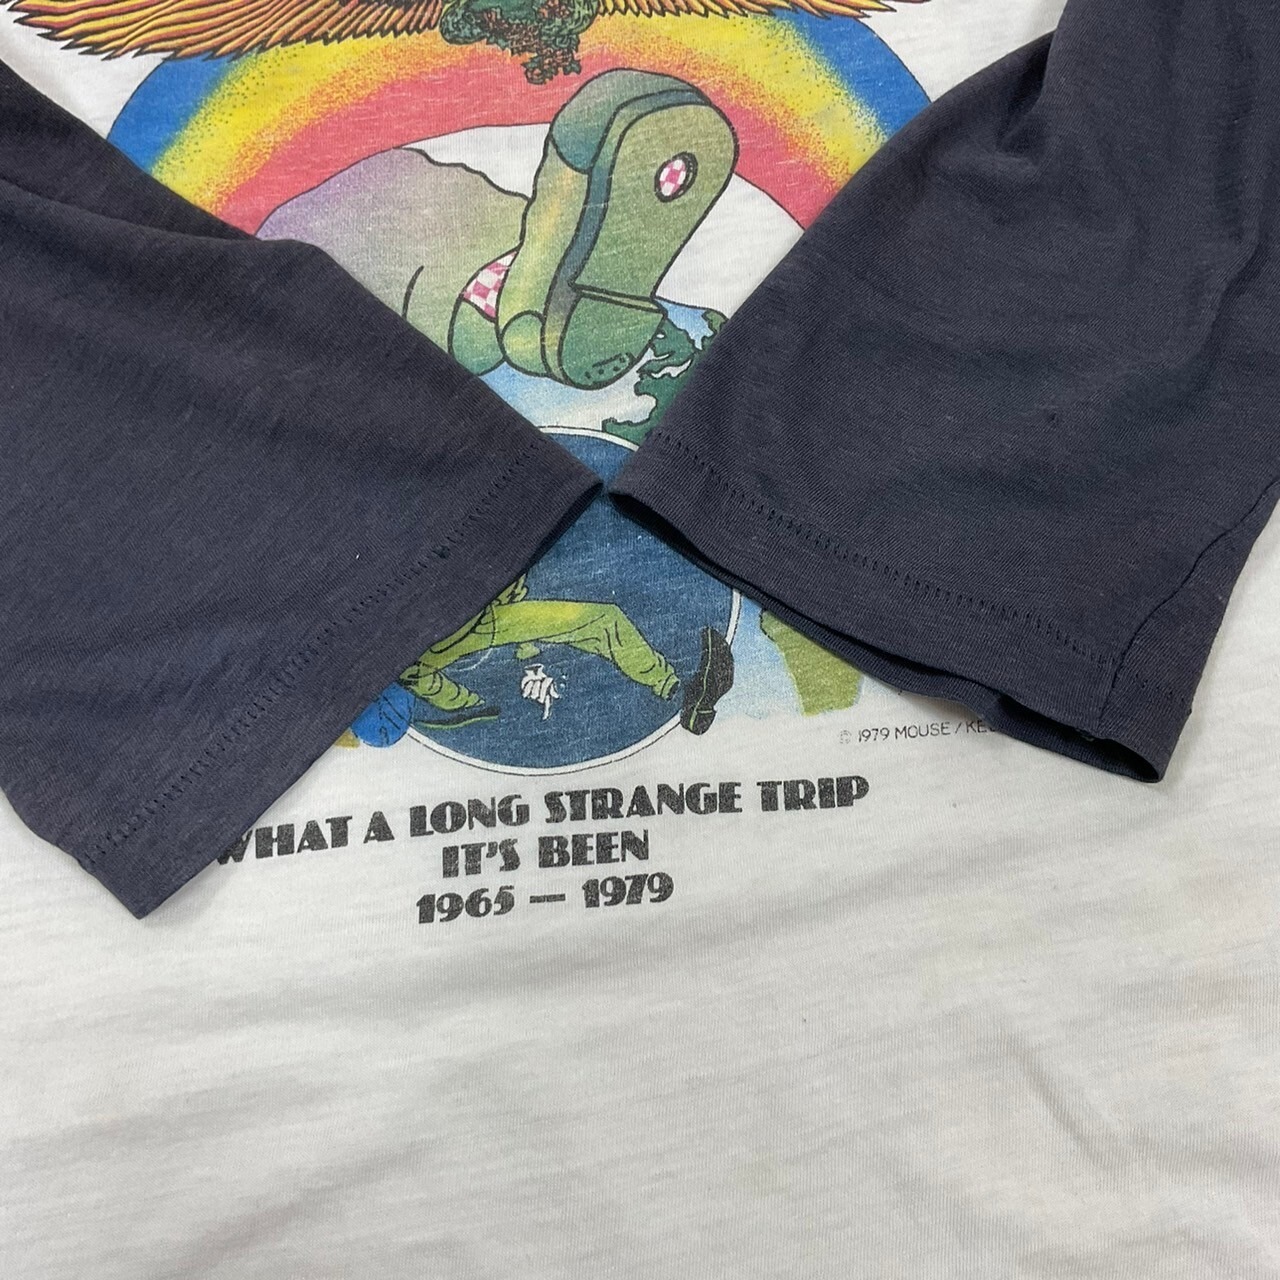 © 1979 MOUSE / KE
WHAT A LONG STRANGE TRIP
IT'S BEEN
1965 — 1979